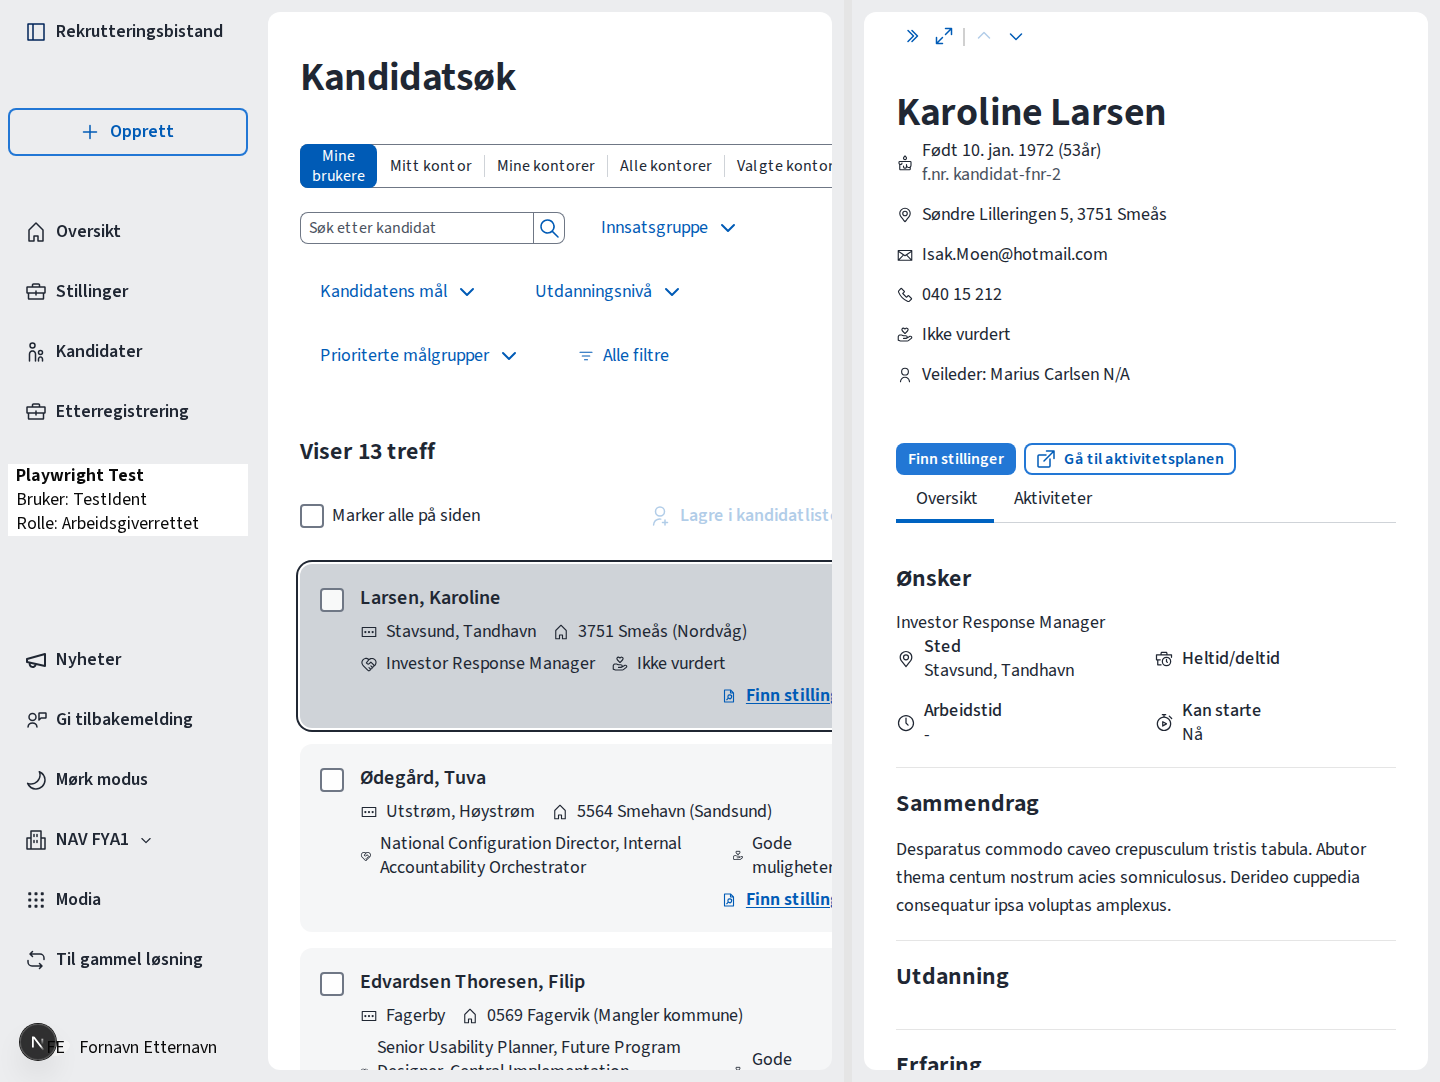 Rekrutteringsbistand
Opprett
Oversikt
Stillinger
Kandidater
Etterregistrering
Playwright Test
Bruker: TestIdent
Rolle: Arbeidsgiverrettet
Nyheter
Gi tilbakemelding
Mørk modus
NAV FYA1
Modia
Til gammel løsning
FE Fornavn Etternavn
Kandidatsøk
Mine brukere
Mitt kontor
Mine kontorer
Alle kontorer
Valgte kontor
Søk etter kandidat
Innsatsgruppe
Kandidatens mål
Utdanningsnivå
Prioriterte målgrupper
Alle filtre
Viser 13 treff
Marker alle på siden
Lagre i kandidatliste
Larsen, Karoline
Stavsund, Tandhavn
3751 Smeås (Nordvåg)
Investor Response Manager
Ikke vurdert
Finn stilling
Ødegård, Tuva
Utstrøm, Høystrøm
5564 Smehavn (Sandsund)
National Configuration Director, Internal
Accountability Orchestrator
Gode
muligheter
Finn stilling
Edvardsen Thoresen, Filip
Fagerby
0569 Fagervik (Mangler kommune)
Senior Usability Planner, Future Program
Designer, Central Implementation
Gode
Karoline Larsen
Født 10. jan. 1972 (53år)
f.nr. kandidat-fnr-2
Søndre Lilleringen 5, 3751 Smeås
Isak.Moen@hotmail.com
040 15 212
Ikke vurdert
Veileder: Marius Carlsen N/A
Finn stillinger
Gå til aktivitetsplanen
Oversikt
Aktiviteter
Ønsker
Investor Response Manager
Sted
Stavsund, Tandhavn
Heltid/deltid
Arbeidstid
-
Kan starte
Nå
Sammendrag
Desparatus commodo caveo crepusculum tristis tabula. Abutor
thema centum nostrum acies somniculosus. Derideo cuppedia
consequatur ipsa voluptas amplexus.
Utdanning
Erfaring